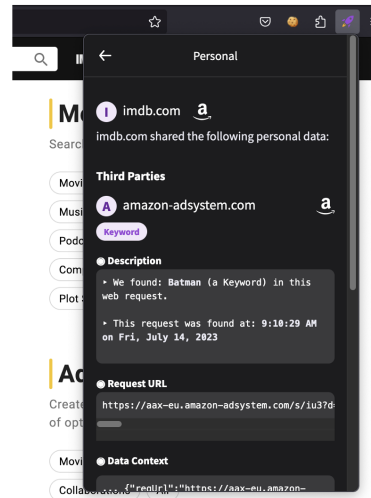 Personal
I imdb.com
imdb.com shared the following personal data:
Third Parties
A amazon-adsystem.com
Keyword
Description
‣ We found: Batman (a Keyword) in this
web request.
‣ This request was found at: 9:10:29 AM
on Fri, July 14, 2023
Request URL
https://aax-eu.amazon-adsystem.com/s/iu3?d
Data Context
... {"reqUrl":"https://aax-eu.amazon-
Searc
Movi
Musi
Podc
Com
Plot
Ad
Create
of opt
Movi
Collaborations
All